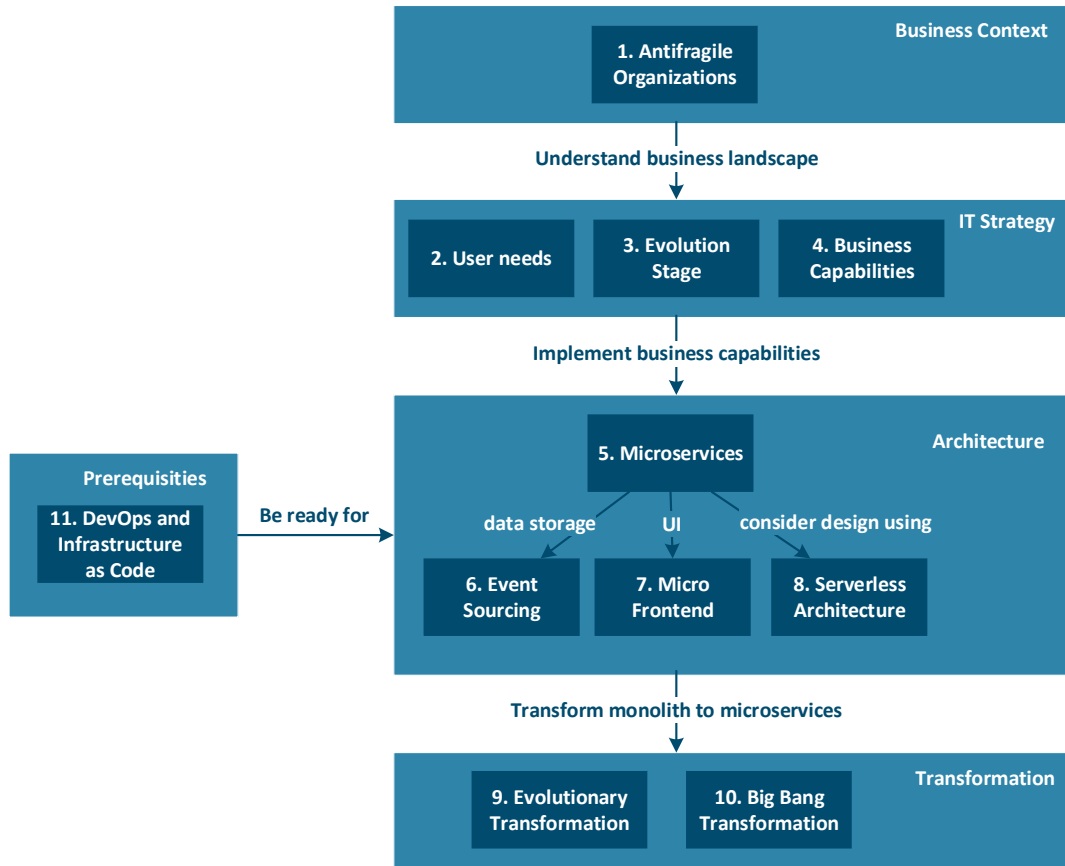 Business Context
1. Antifragile
Organizations
Understand business landscape
IT Strategy
2. User needs
3. Evolution
Stage
4. Business
Capabilities
Implement business capabilities
Architecture
5. Microservices
data storage
UI
consider design using
6. Event
Sourcing
7. Micro
Frontend
8. Serverless
Architecture
Prerequisities
11. DevOps and
Infrastructure
as Code
Be ready for
Transform monolith to microservices
Transformation
9. Evolutionary
Transformation
10. Big Bang
Transformation